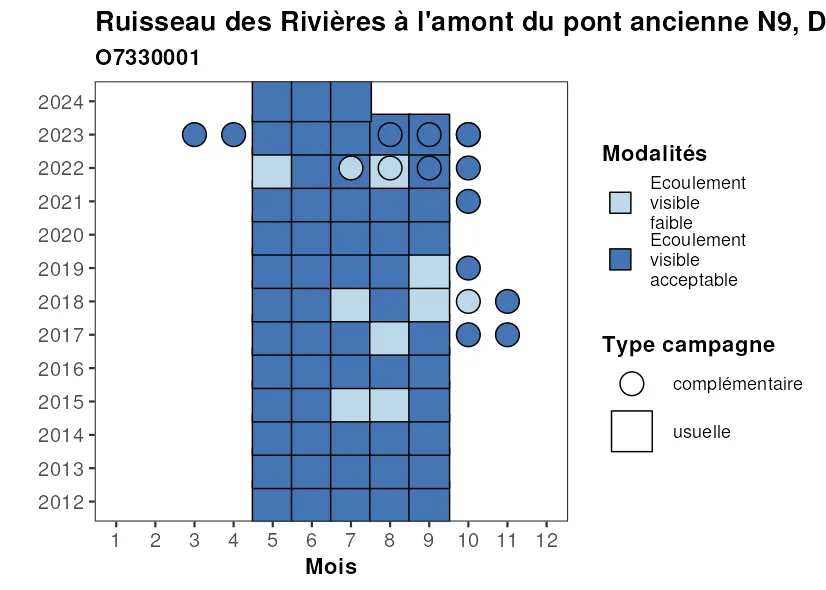 Ruisseau des Rivières à l'amont du pont ancienne N9, D
O7330001
2024
2023
2022
2021
2020
2019
2018
2017
2016
2015
2014
2013
2012
1 2 3 4 5 6 7 8 9 10 11 12
Mois
Modalités
Ecoulement
visible
faible
Ecoulement
visible
acceptable
Type campagne
complémentaire
usuelle